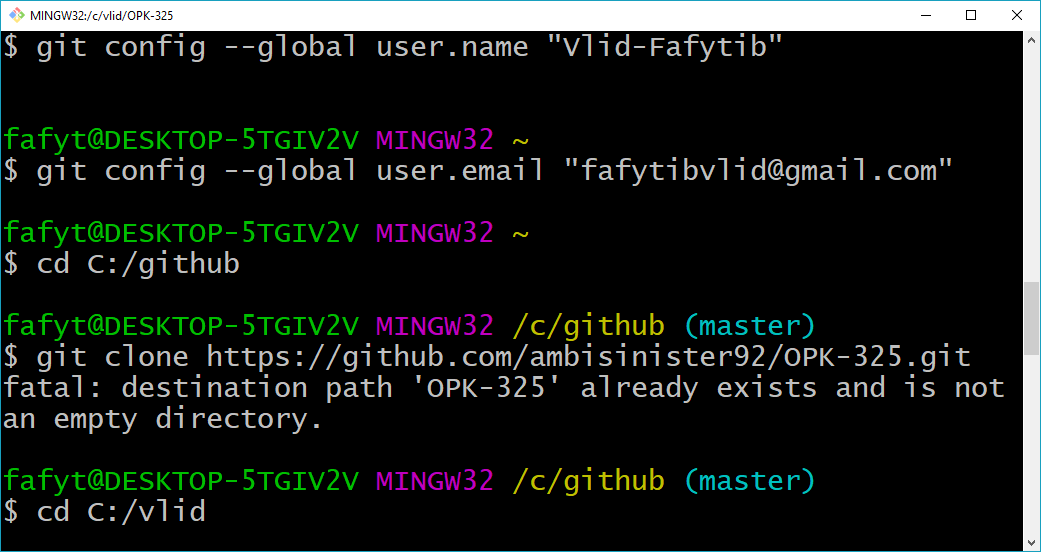 MINGW32:/c/vlid/OPK-325
$ git config --global user.name "Vlid-Fafytib"
fafyt@DESKTOP-5TGIV2V MINGW32 ~
$ git config --global user.email "fafytibvlid@gmail.com"
fafyt@DESKTOP-5TGIV2V MINGW32 ~
$ cd C:/github
fafyt@DESKTOP-5TGIV2V MINGW32 /c/github (master)
$ git clone https://github.com/ambisinister92/OPK-325.git
fatal: destination path 'OPK-325' already exists and is not
an empty directory.
fafyt@DESKTOP-5TGIV2V MINGW32 /c/github (master)
$ cd C:/vlid